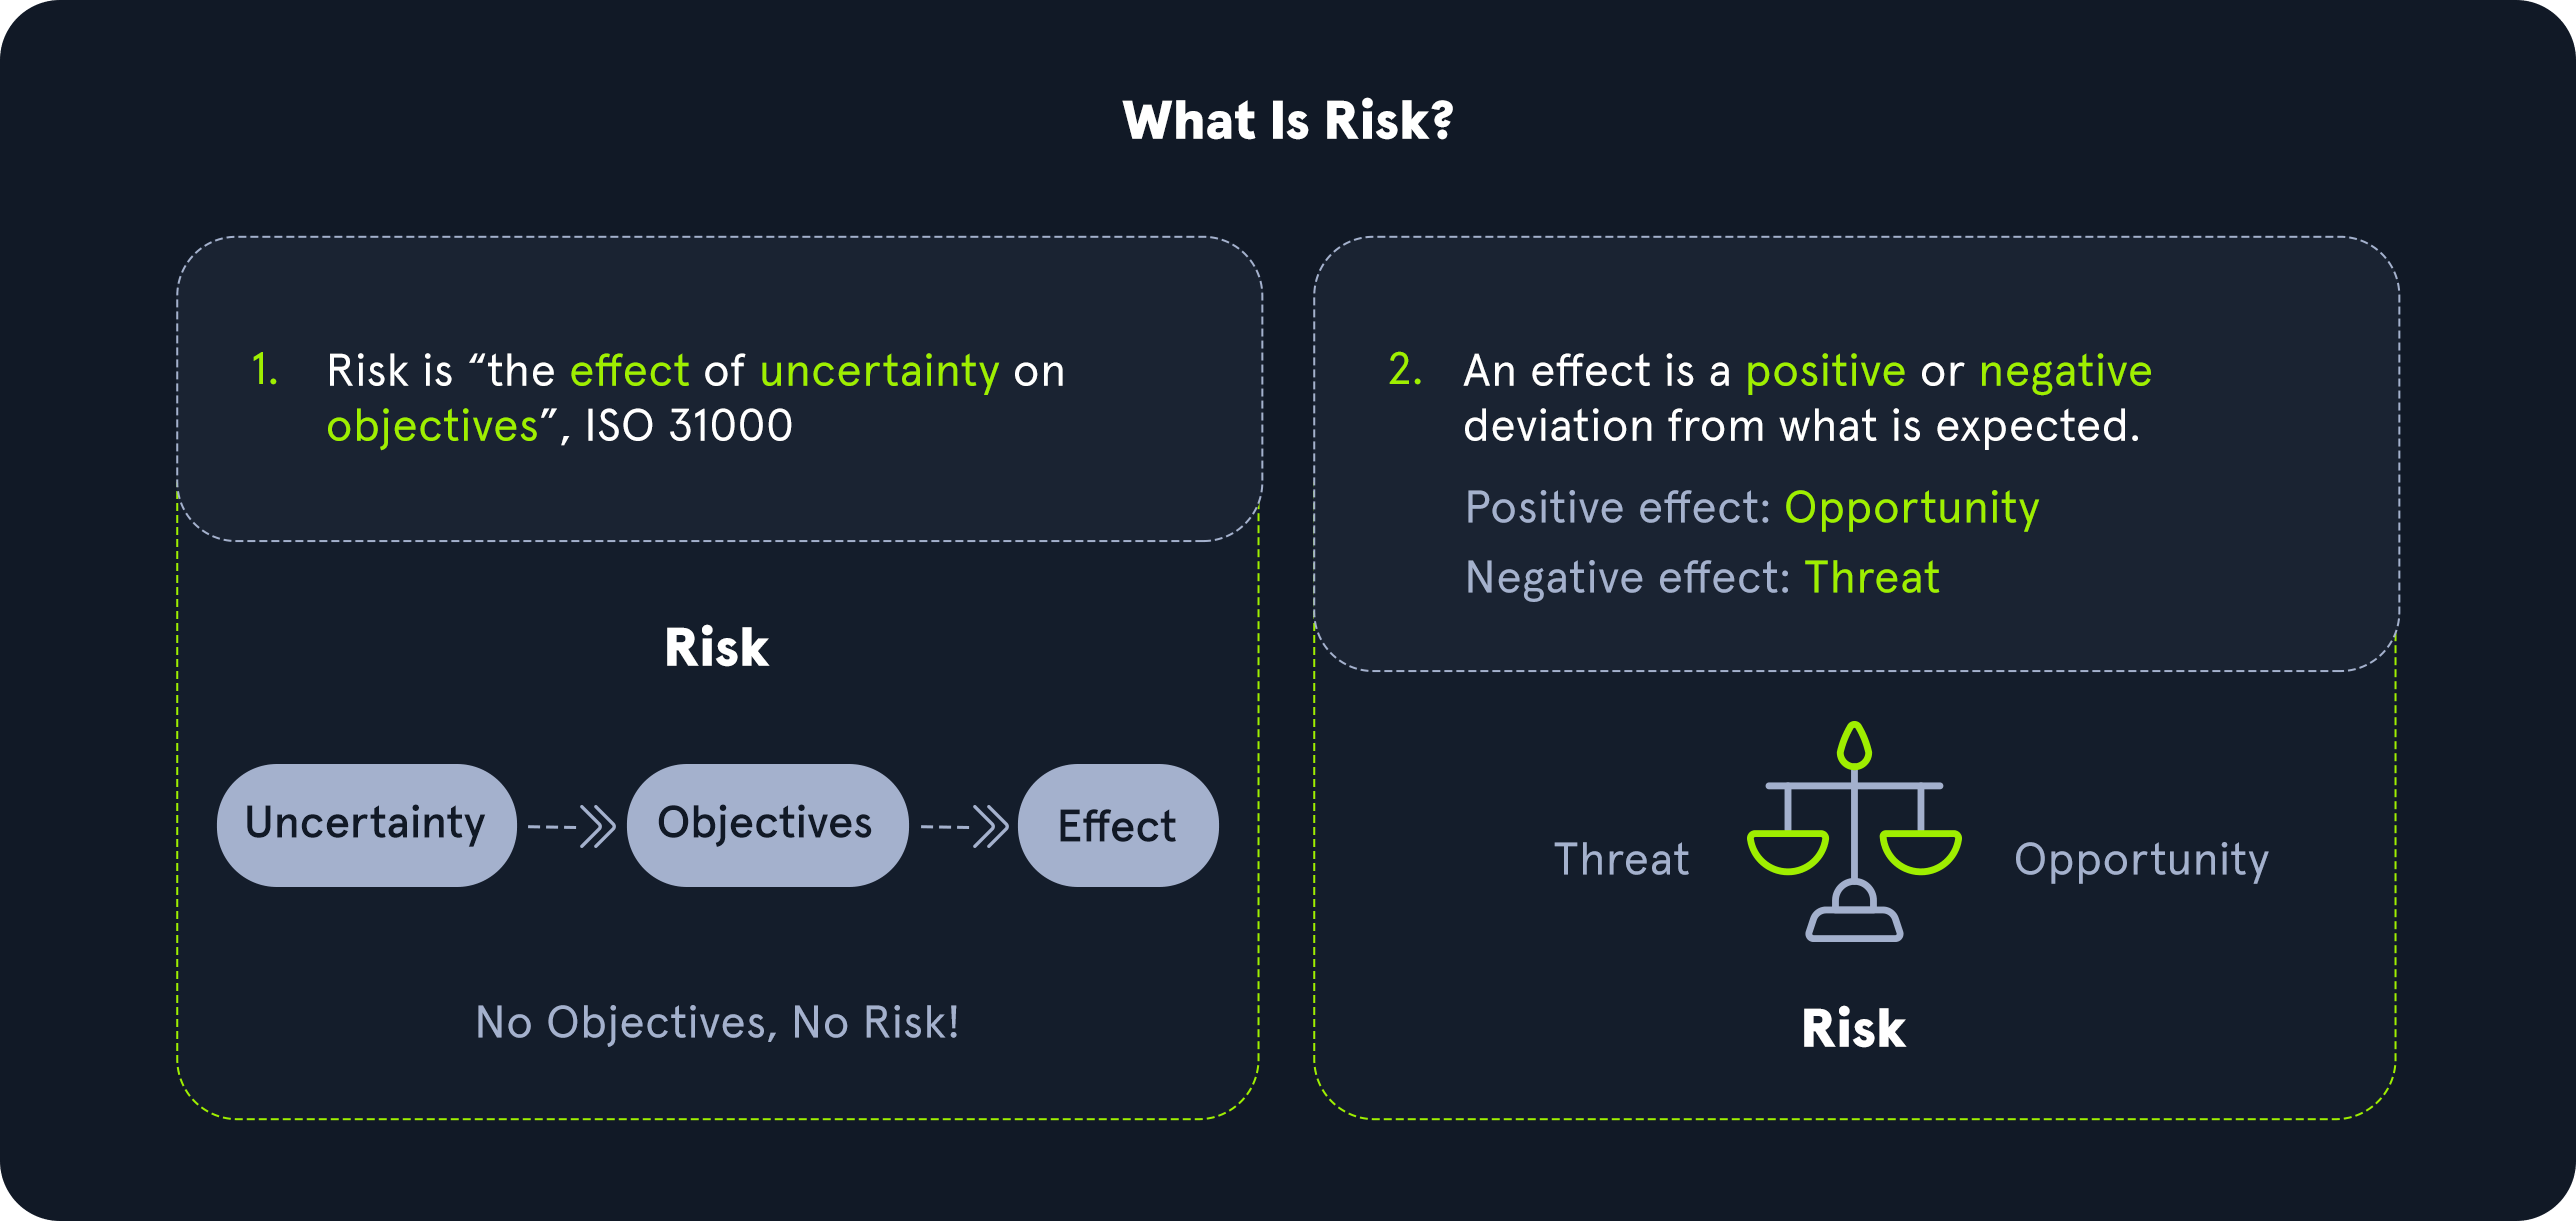 What Is Risk?
1. Risk is “the effect of uncertainty on
objectives”, ISO 31000
Risk
Uncertainty
Objectives
Effect
No Objectives, No Risk!
2. An effect is a positive or negative
deviation from what is expected.
Positive effect: Opportunity
Negative effect: Threat
Threat
Opportunity
Risk